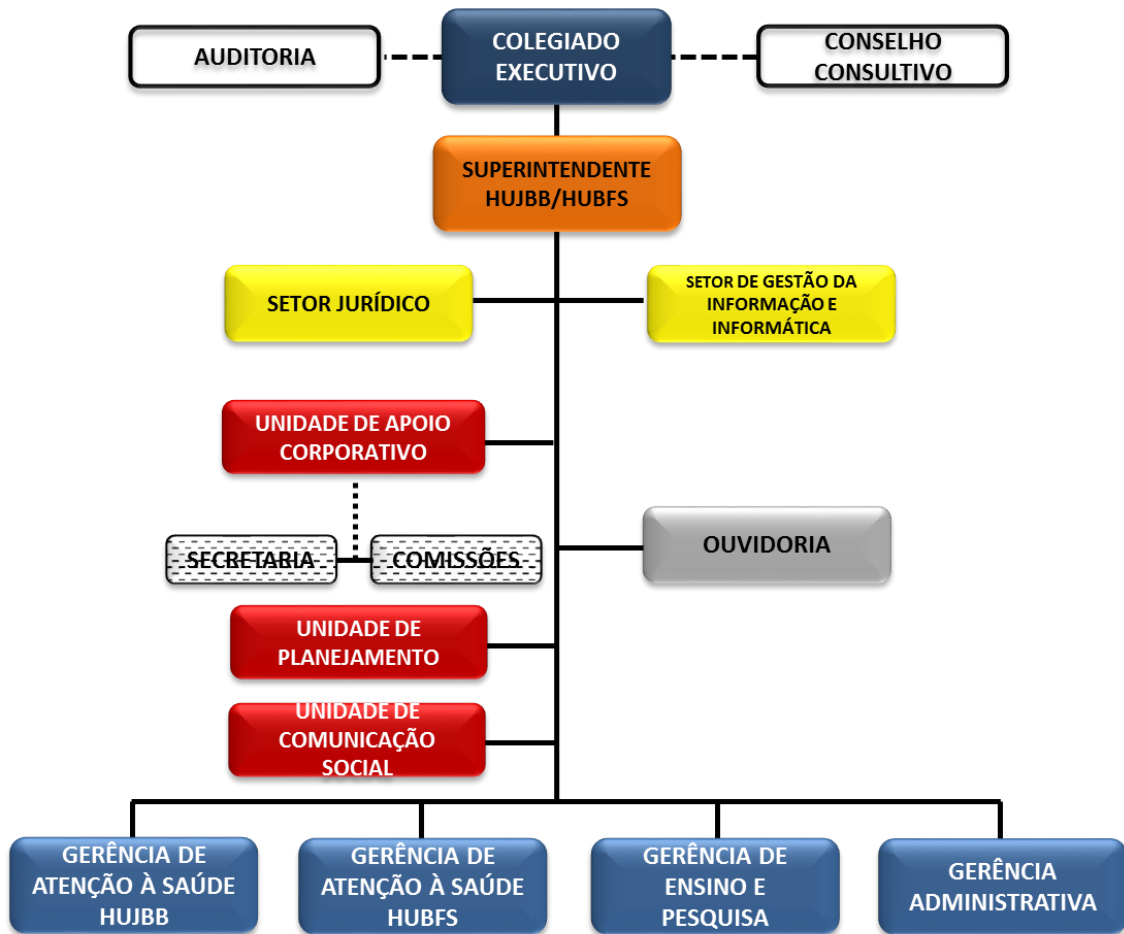 AUDITORIA
COLEGIADO
EXECUTIVO
CONSELHO
CONSULTIVO
SUPERINTENDENTE
HUJBB/HUBFS
SETOR JURÍDICO
SETOR DE GESTÃO DA
INFORMAÇÃO E
INFORMÁTICA
UNIDADE DE APOIO
CORPORATIVO
SECRETARIA
COMISSÕES
OUVIDORIA
UNIDADE DE
PLANEJAMENTO
UNIDADE DE
COMUNICAÇÃO
SOCIAL
GERÊNCIA DE
ATENÇÃO À SAÚDE
HUJBB
GERÊNCIA DE
ATENÇÃO À SAÚDE
HUBFS
GERÊNCIA DE
ENSINO E
PESQUISA
GERÊNCIA
ADMINISTRATIVA